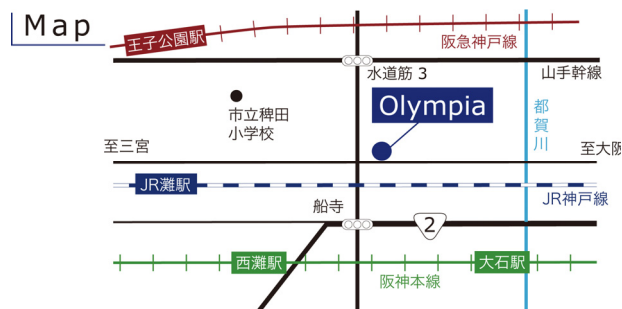 Map
王子公園駅
阪急神戸線
水道筋 3
山手幹線
市立稗田
小学校
Olympia
都賀川
至三宮
至大阪
JR灘駅
JR神戸線
船寺
2
西灘駅
大石駅
阪神本線